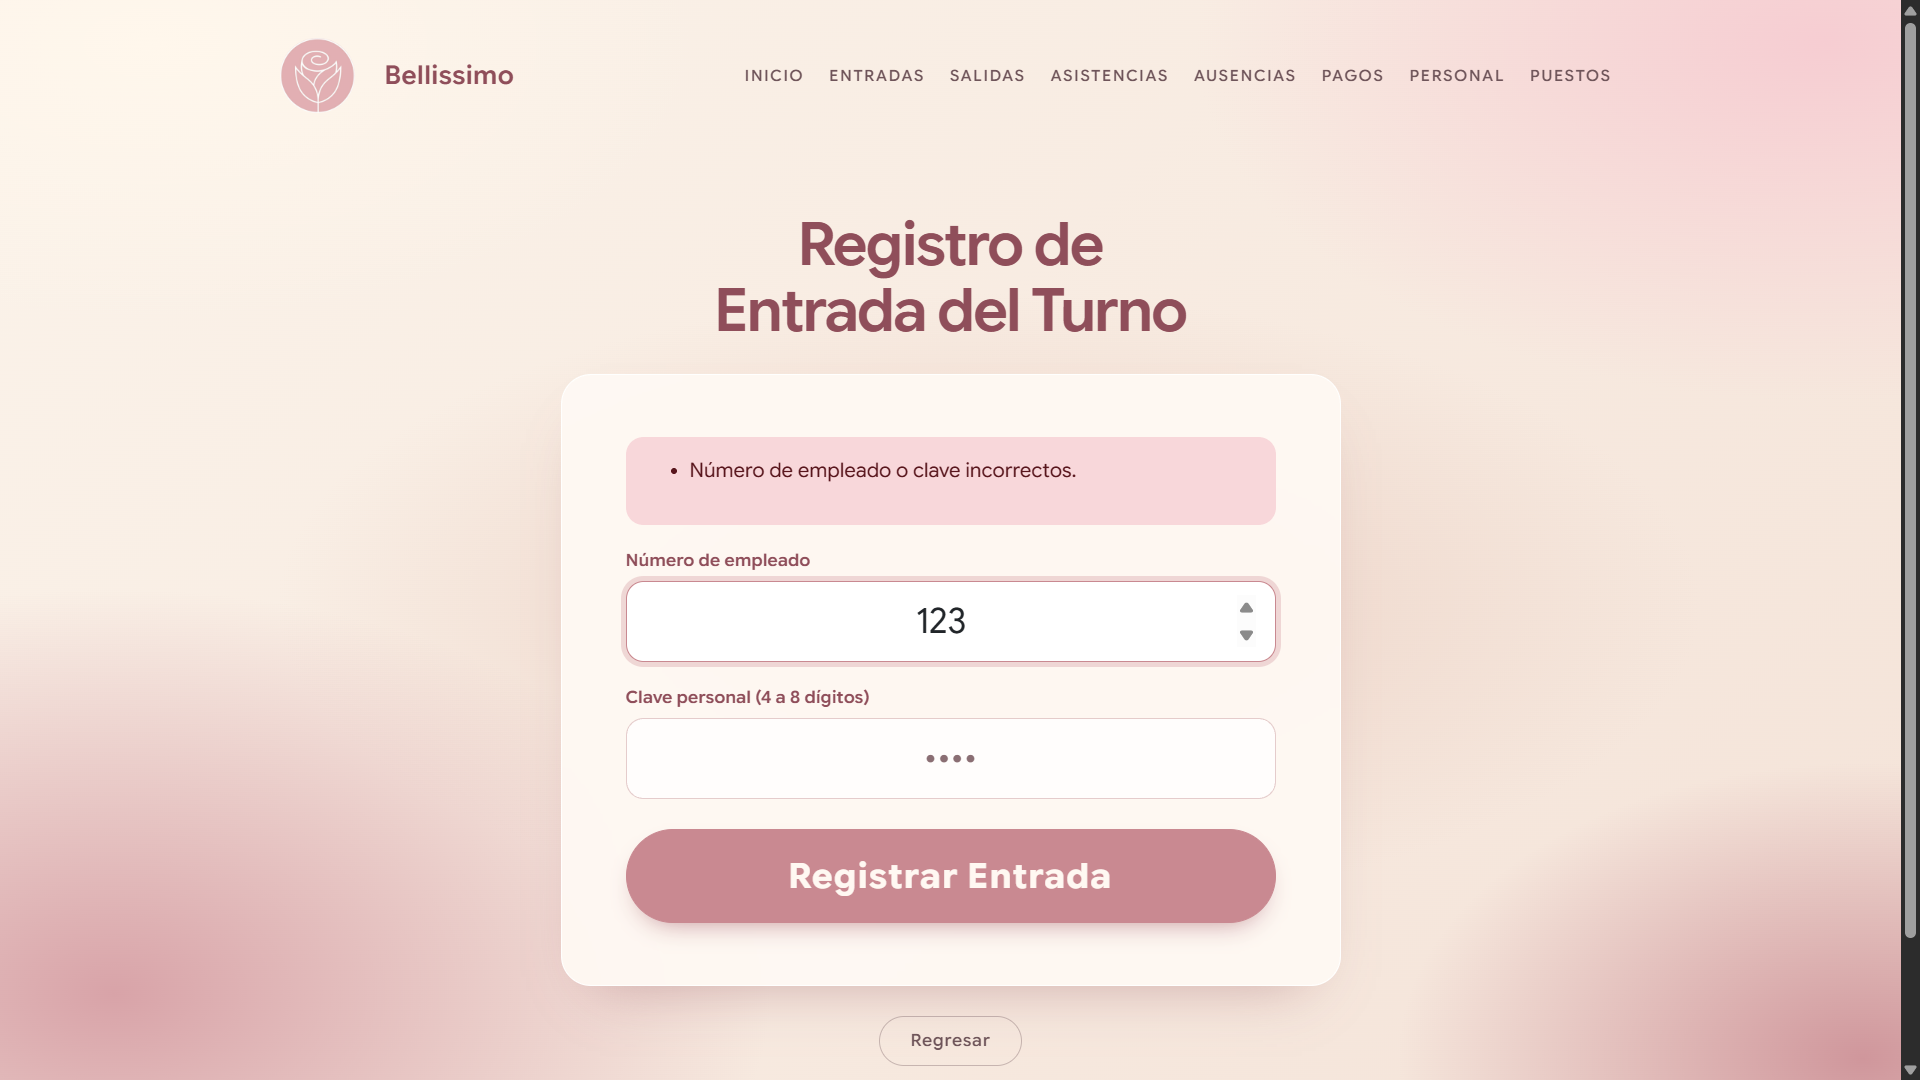 Bellissimo
INICIO ENTRADAS SALIDAS ASISTENCIAS AUSENCIAS PAGOS PERSONAL PUESTOS
Registro de
Entrada del Turno
• Número de empleado o clave incorrectos.
Número de empleado
123
Clave personal (4 a 8 dígitos)
••••
Registrar Entrada
Regresar